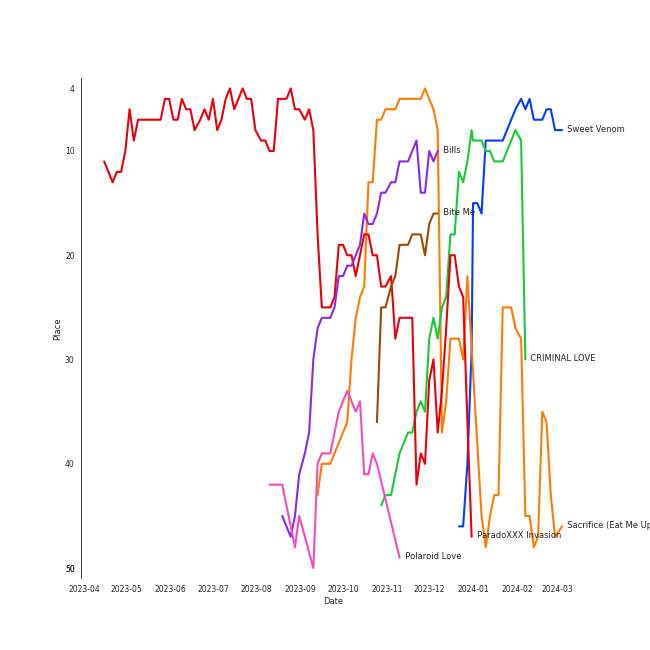 4
10
20
30
40
50
Place
Sweet Venom
Bills
Bite Me
CRIMINAL LOVE
Sacrifice (Eat Me Up
ParadoXXX Invasion
Polaroid Love
2023-04 2023-05 2023-06 2023-07 2023-08 2023-09 2023-10 2023-11 2023-12 2024-01 2024-02 2024-03
Date